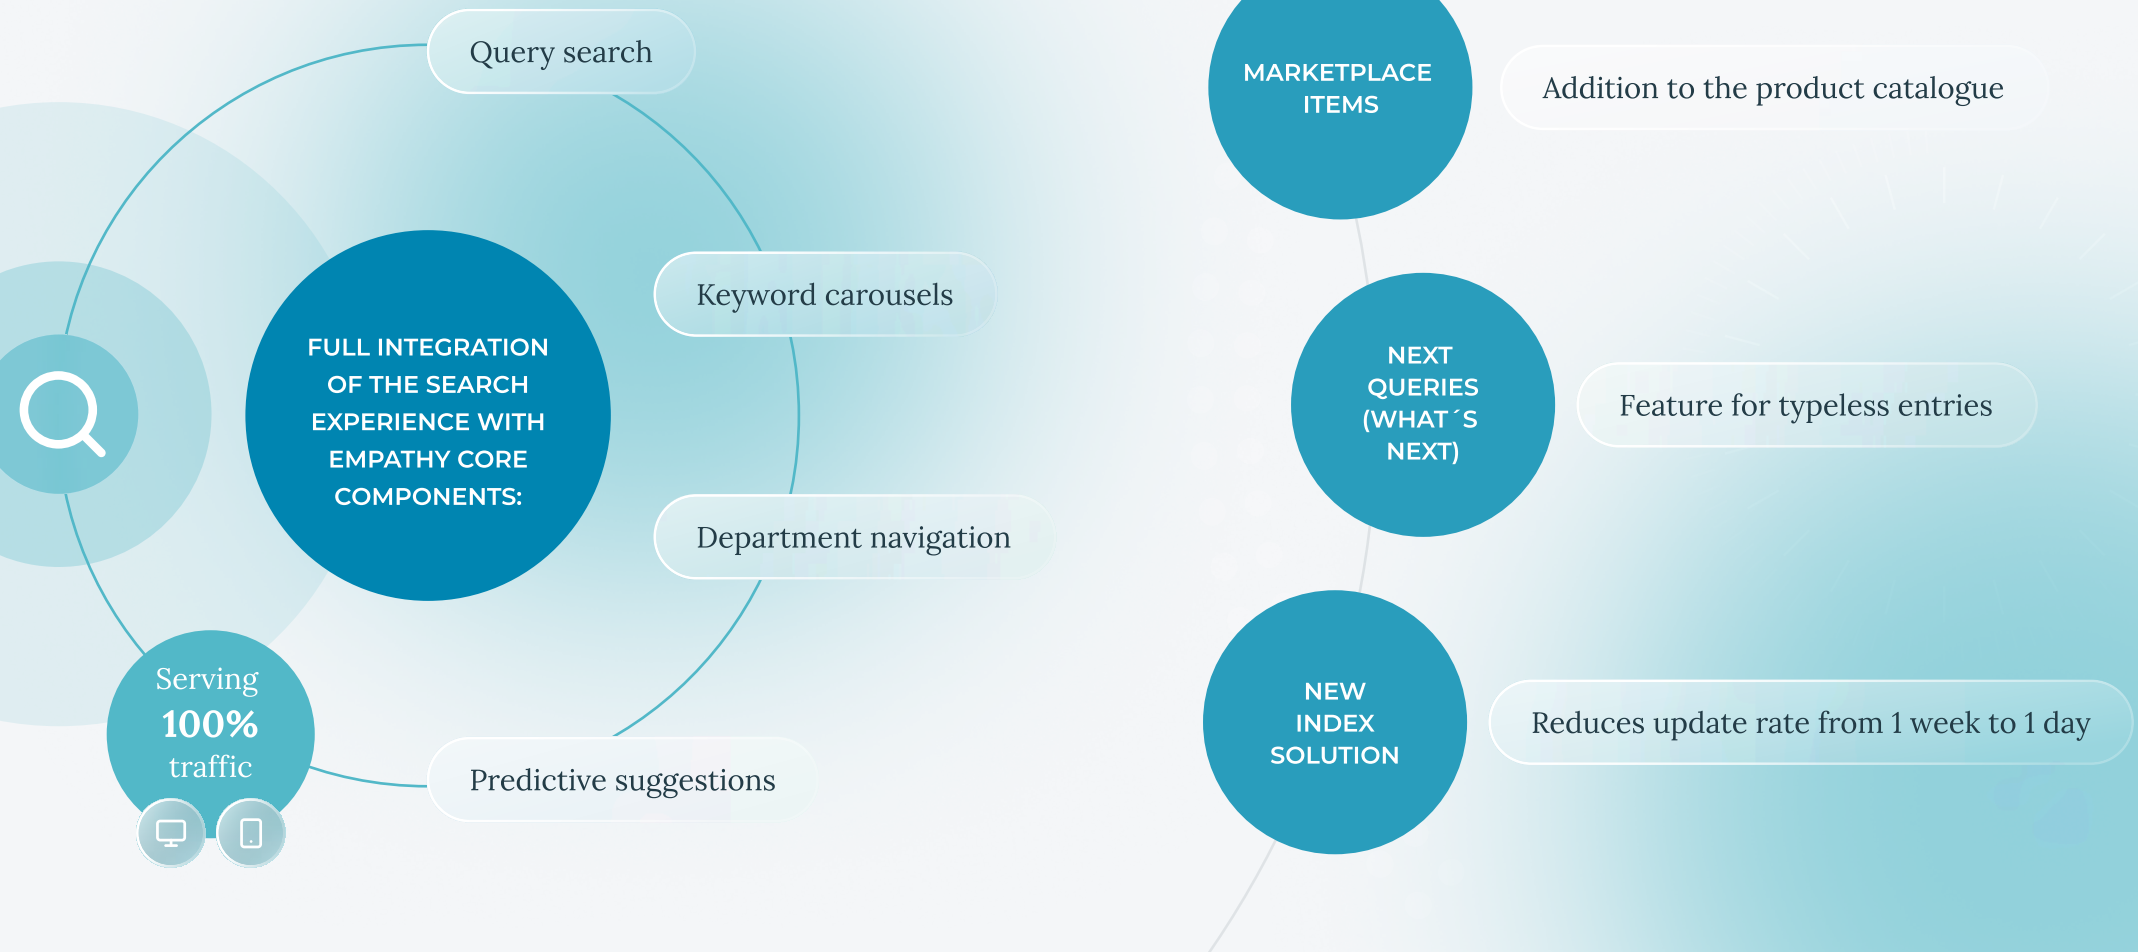 Query search
Keyword carousels
FULL INTEGRATION
OF THE SEARCH
EXPERIENCE WITH
EMPATHY CORE
COMPONENTS:
Department navigation
Predictive suggestions
Serving
100%
traffic
MARKETPLACE
ITEMS
Addition to the product catalogue
NEXT
QUERIES
(WHAT´S
NEXT)
Feature for typeless entries
NEW
INDEX
SOLUTION
Reduces update rate from 1 week to 1 day